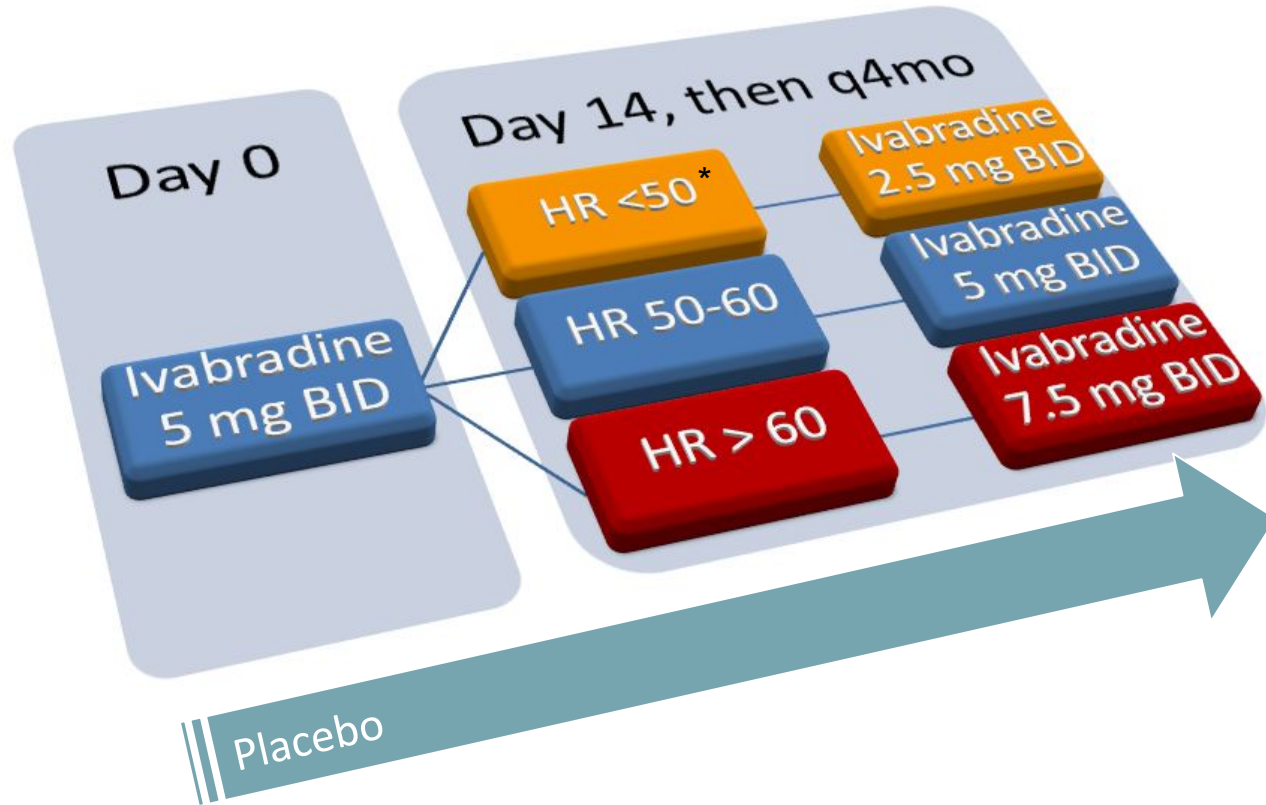 Day 0
Ivabradine
5 mg BID
Day 14, then q4mo
HR <50*
Ivabradine
2.5 mg BID
HR 50-60
Ivabradine
5 mg BID
HR > 60
Ivabradine
7.5 mg BID
Placebo